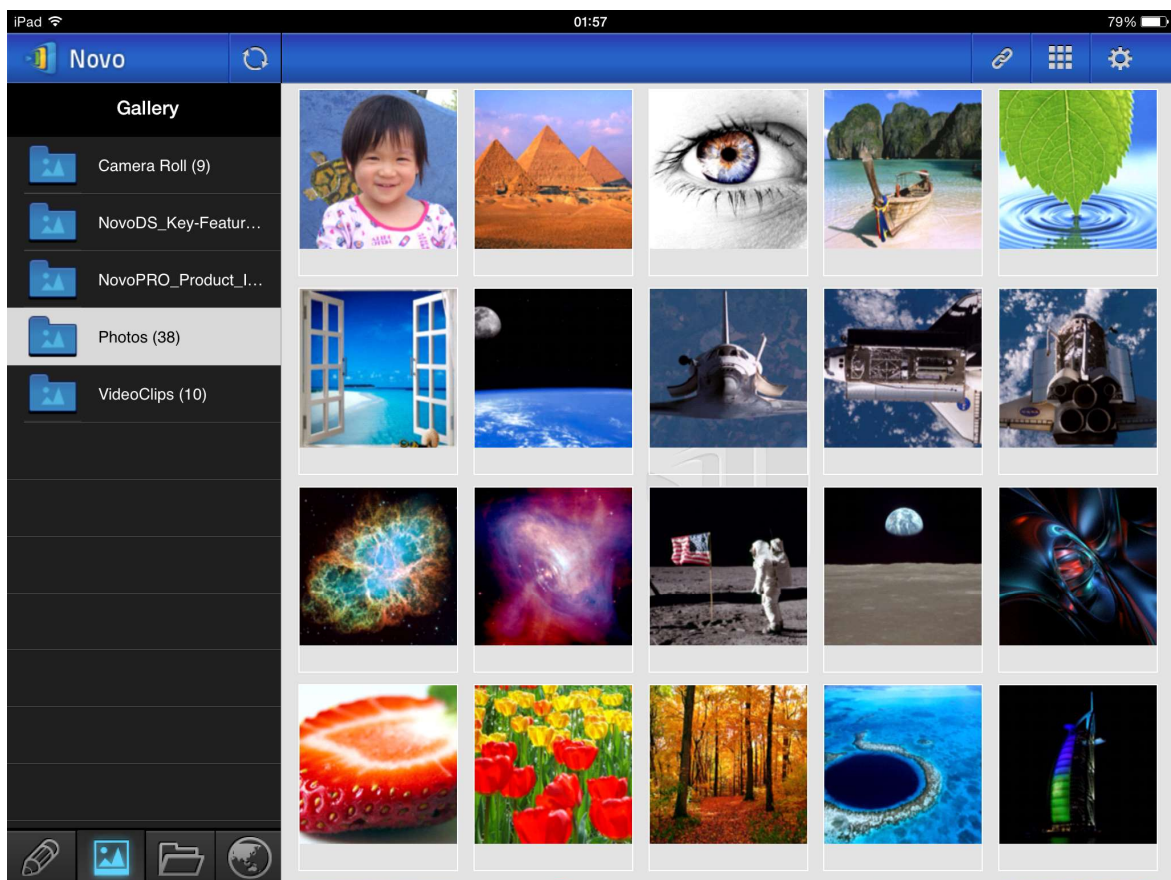 iPad 01:57 79%
Novo
Gallery
Camera Roll (9)
NovoDS_Key-Featur...
NovoPRO_Product_I...
Photos (38)
VideoClips (10)